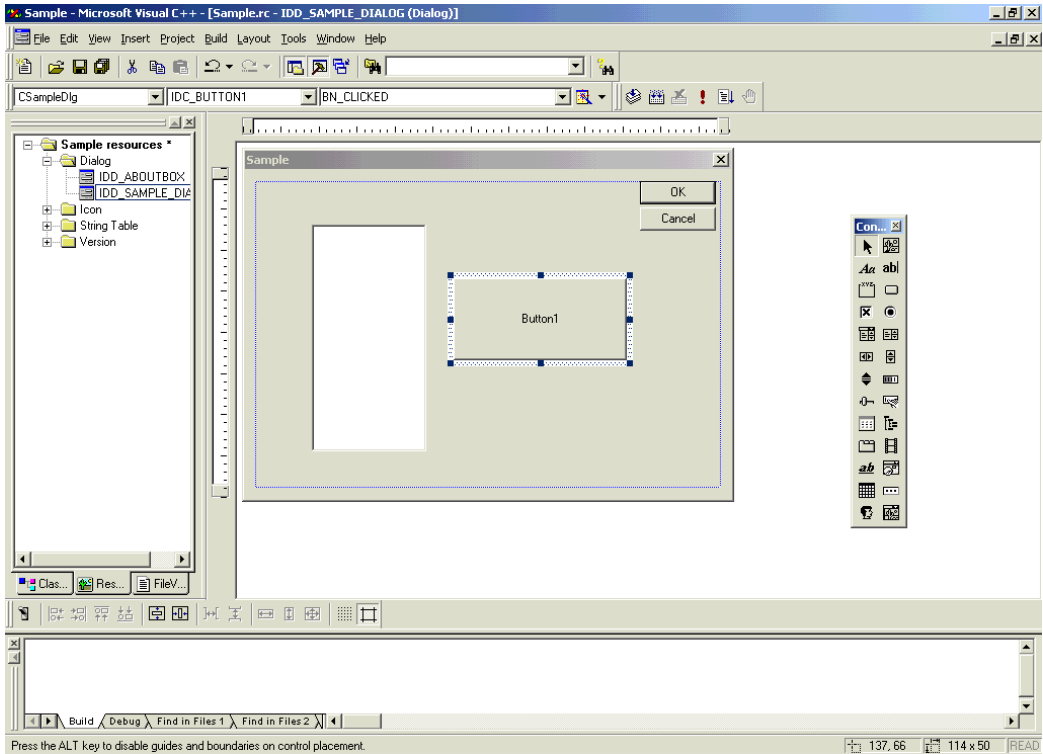 Sample - Microsoft Visual C++ - [Sample.rc - IDD_SAMPLE_DIALOG (Dialog)]
File Edit View Insert Project Build Layout Tools Window Help
CSampleDlg IDC_BUTTON1 BN_CLICKED
Sample resources *
Dialog
IDD_ABOUTBOX
IDD_SAMPLE_DIA
Icon
String Table
Version
Sample
OK
Cancel
Button1
Con...
Aa ab|
XYZ
ab
Clas... Res... FileV...
Build Debug Find in Files 1 Find in Files 2
Press the ALT key to disable guides and boundaries on control placement. 137, 66 114 x 50 READ